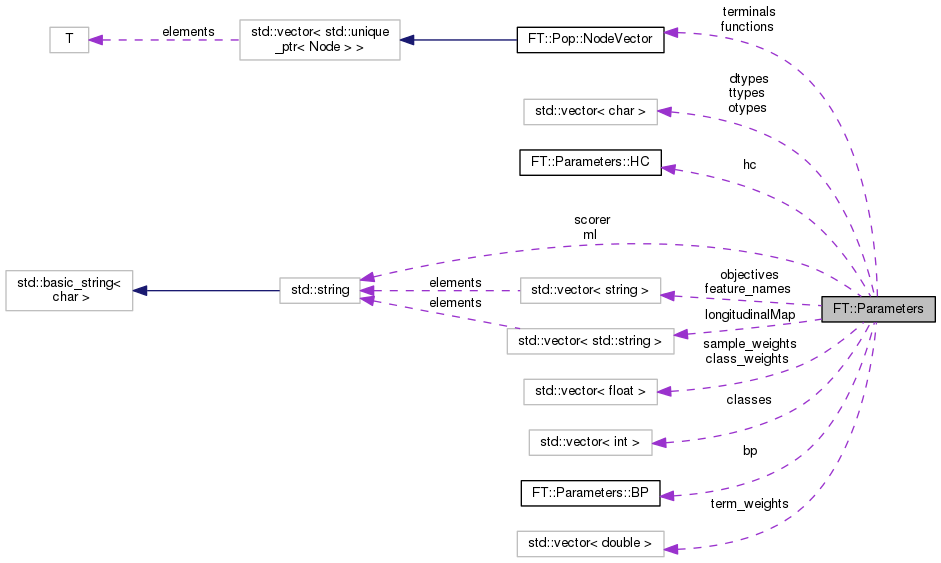 terminals
functions
elements
T
std::vector< std::unique
_ptr< Node > >
FT::Pop::NodeVector
dtypes
ttypes
otypes
std::vector< char >
FT::Parameters::HC
hc
scorer
ml
std::basic_string<
char >
std::string
elements
elements
std::vector< string >
objectives
feature_names
FT::Parameters
longitudinalMap
std::vector< std::string >
sample_weights
class_weights
std::vector< float >
classes
std::vector< int >
bp
FT::Parameters::BP
term_weights
std::vector< double >